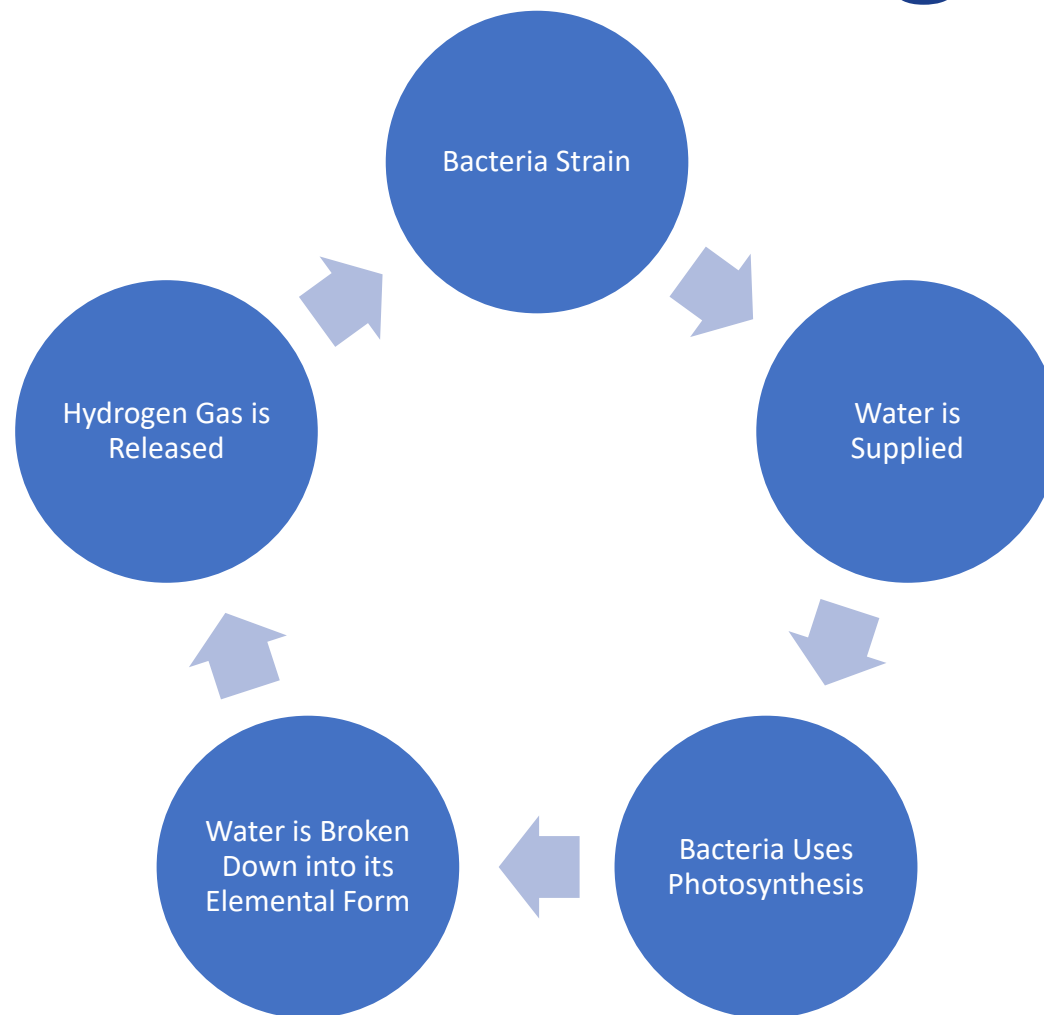 Bacteria Strain
Water is
Supplied
Bacteria Uses
Photosynthesis
Water is Broken
Down into its
Elemental Form
Hydrogen Gas is
Released